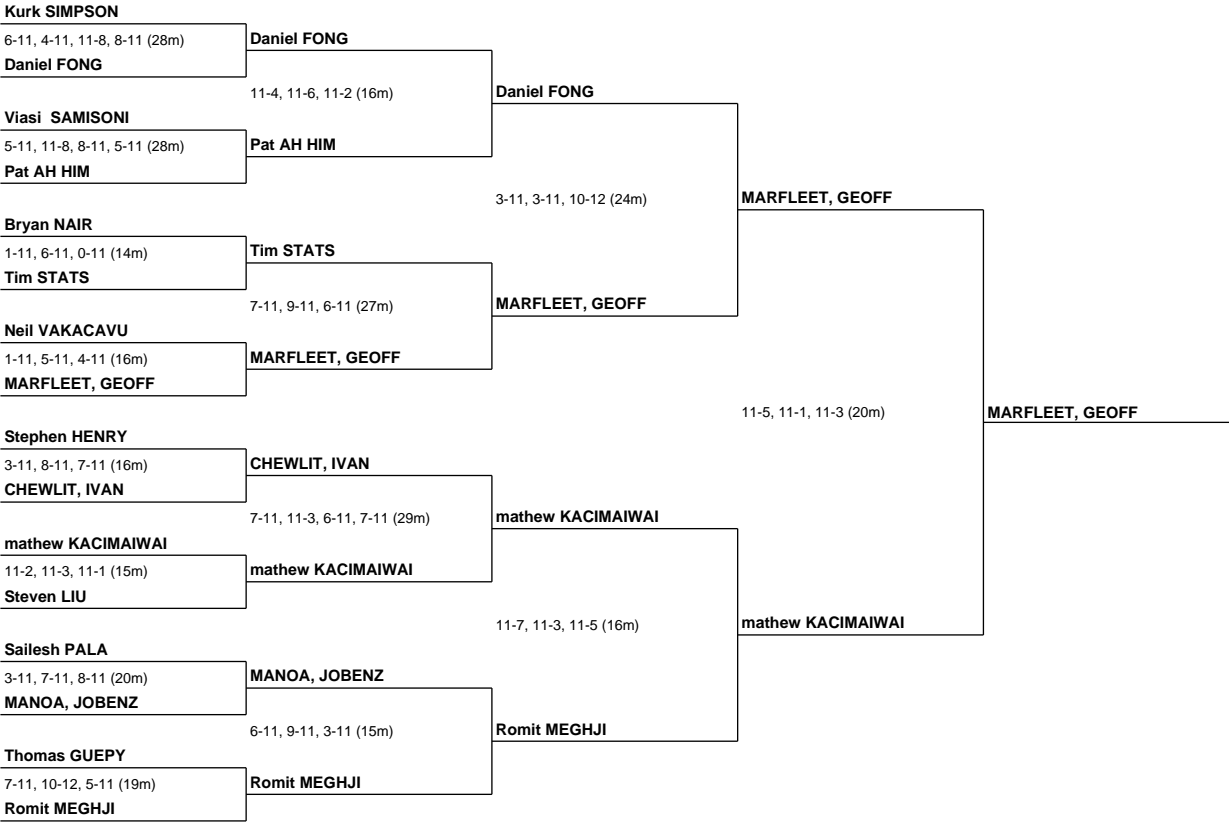 Kurk SIMPSON
6-11, 4-11, 11-8, 8-11 (28m)
Daniel FONG
Viasi  SAMISONI
5-11, 11-8, 8-11, 5-11 (28m)
Pat AH HIM
Bryan NAIR
1-11, 6-11, 0-11 (14m)
Tim STATS
Neil VAKACAVU
1-11, 5-11, 4-11 (16m)
MARFLEET, GEOFF
Stephen HENRY
3-11, 8-11, 7-11 (16m)
CHEWLIT, IVAN
mathew KACIMAIWAI
11-2, 11-3, 11-1 (15m)
Steven LIU
Sailesh PALA
3-11, 7-11, 8-11 (20m)
MANOA, JOBENZ
Thomas GUEPY
7-11, 10-12, 5-11 (19m)
Romit MEGHJI
Daniel FONG
11-4, 11-6, 11-2 (16m)
Pat AH HIM
Tim STATS
7-11, 9-11, 6-11 (27m)
MARFLEET, GEOFF
CHEWLIT, IVAN
7-11, 11-3, 6-11, 7-11 (29m)
mathew KACIMAIWAI
MANOA, JOBENZ
6-11, 9-11, 3-11 (15m)
Romit MEGHJI
Daniel FONG
3-11, 3-11, 10-12 (24m)
MARFLEET, GEOFF
mathew KACIMAIWAI
11-7, 11-3, 11-5 (16m)
Romit MEGHJI
MARFLEET, GEOFF
11-5, 11-1, 11-3 (20m)
mathew KACIMAIWAI
MARFLEET, GEOFF